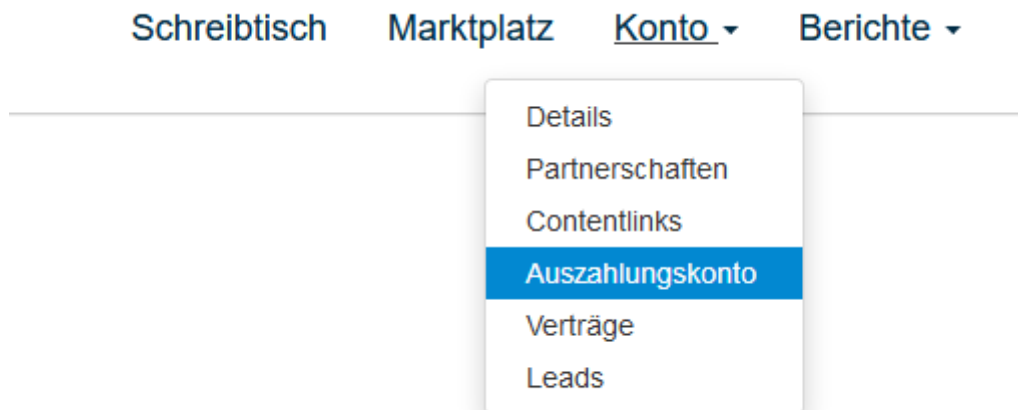 Schreibtisch Marktplatz Konto Berichte
Details
Partnerschaften
Contentlinks
Auszahlungskonto
Verträge
Leads